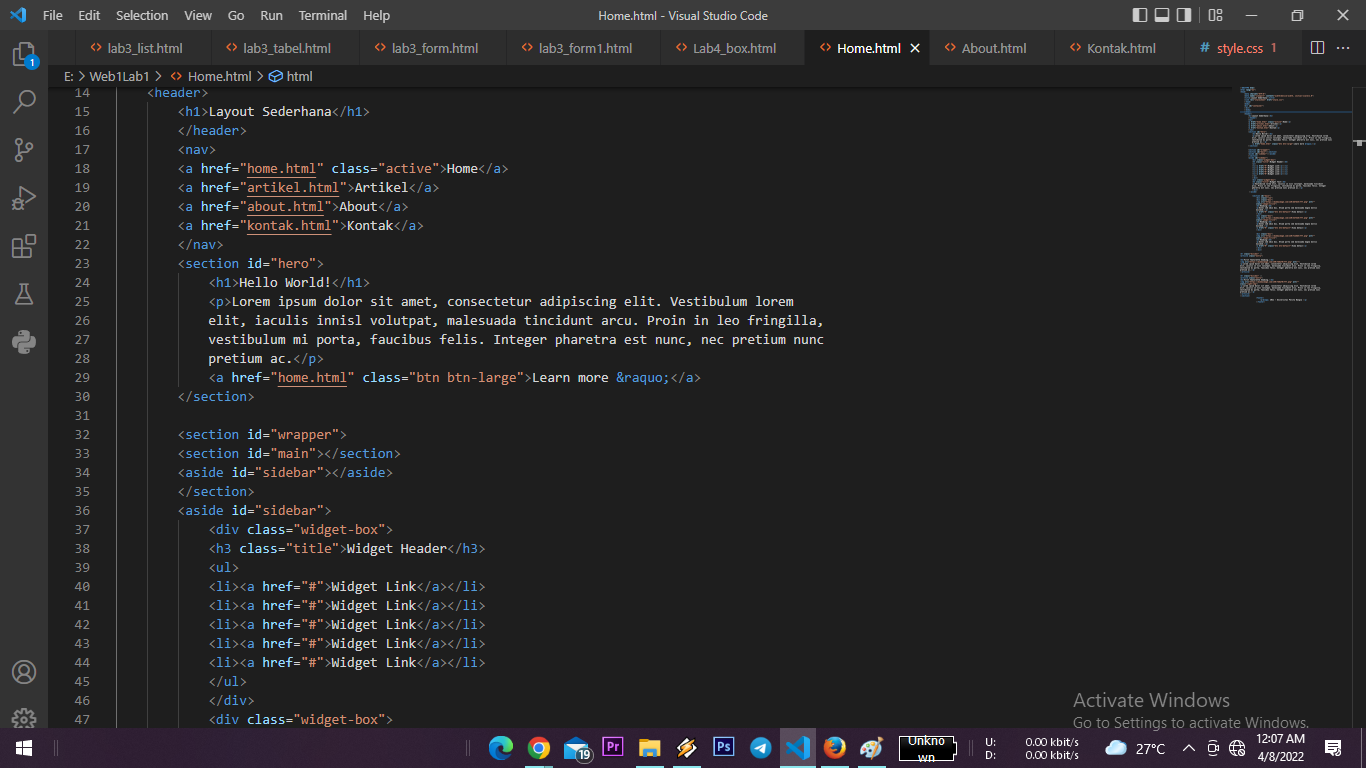 File Edit Selection View Go Run Terminal Help Home.html - Visual Studio Code
lab3_list.html lab3_tabel.html lab3_form.html lab3_form1.html Lab4_box.html Home.html About.html Kontak.html # style.css 1
E: > Web1Lab1 > Home.html > html
1
14 <header>
15 <h1>Layout Sederhana</h1>
16 </header>
17 <nav>
18 <a href="home.html" class="active">Home</a>
19 <a href="artikel.html">Artikel</a>
20 <a href="about.html">About</a>
21 <a href="kontak.html">Kontak</a>
22 </nav>
23 <section id="hero">
24 <h1>Hello World!</h1>
25 <p>Lorem ipsum dolor sit amet, consectetur adipiscing elit. Vestibulum lorem
26 elit, iaculis innisl volutpat, malesuada tincidunt arcu. Proin in leo fringilla,
27 vestibulum mi porta, faucibus felis. Integer pharetra est nunc, nec pretium nunc
28 pretium ac.</p>
29 <a href="home.html" class="btn btn-large">Learn more &raquo;</a>
30 </section>
31
32 <section id="wrapper">
33 <section id="main"></section>
34 <aside id="sidebar"></aside>
35 </section>
36 <aside id="sidebar">
37 <div class="widget-box">
38 <h3 class="title">Widget Header</h3>
39 <ul>
40 <li><a href="#">Widget Link</a></li>
41 <li><a href="#">Widget Link</a></li>
42 <li><a href="#">Widget Link</a></li>
43 <li><a href="#">Widget Link</a></li>
44 <li><a href="#">Widget Link</a></li>
45 </ul>
46 </div>
47 <div class="widget-box">
Activate Windows
Go to Settings to activate Windows.
19 Pr Ps Unkno
wn
U: 0.00 kbit/s
D: 0.00 kbit/s
27°C
12:07 AM
4/8/2022